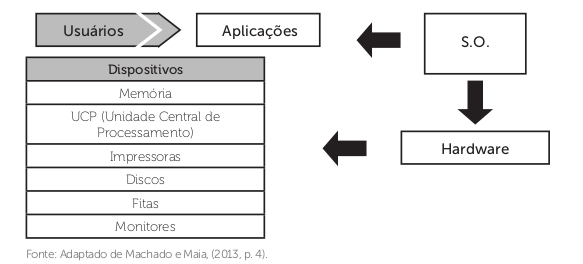 Usuários
Aplicações
S.O.
Dispositivos
Memória
UCP (Unidade Central de
Processamento)
Impressoras
Discos
Fitas
Monitores
Hardware
Fonte: Adaptado de Machado e Maia, (2013, p. 4).